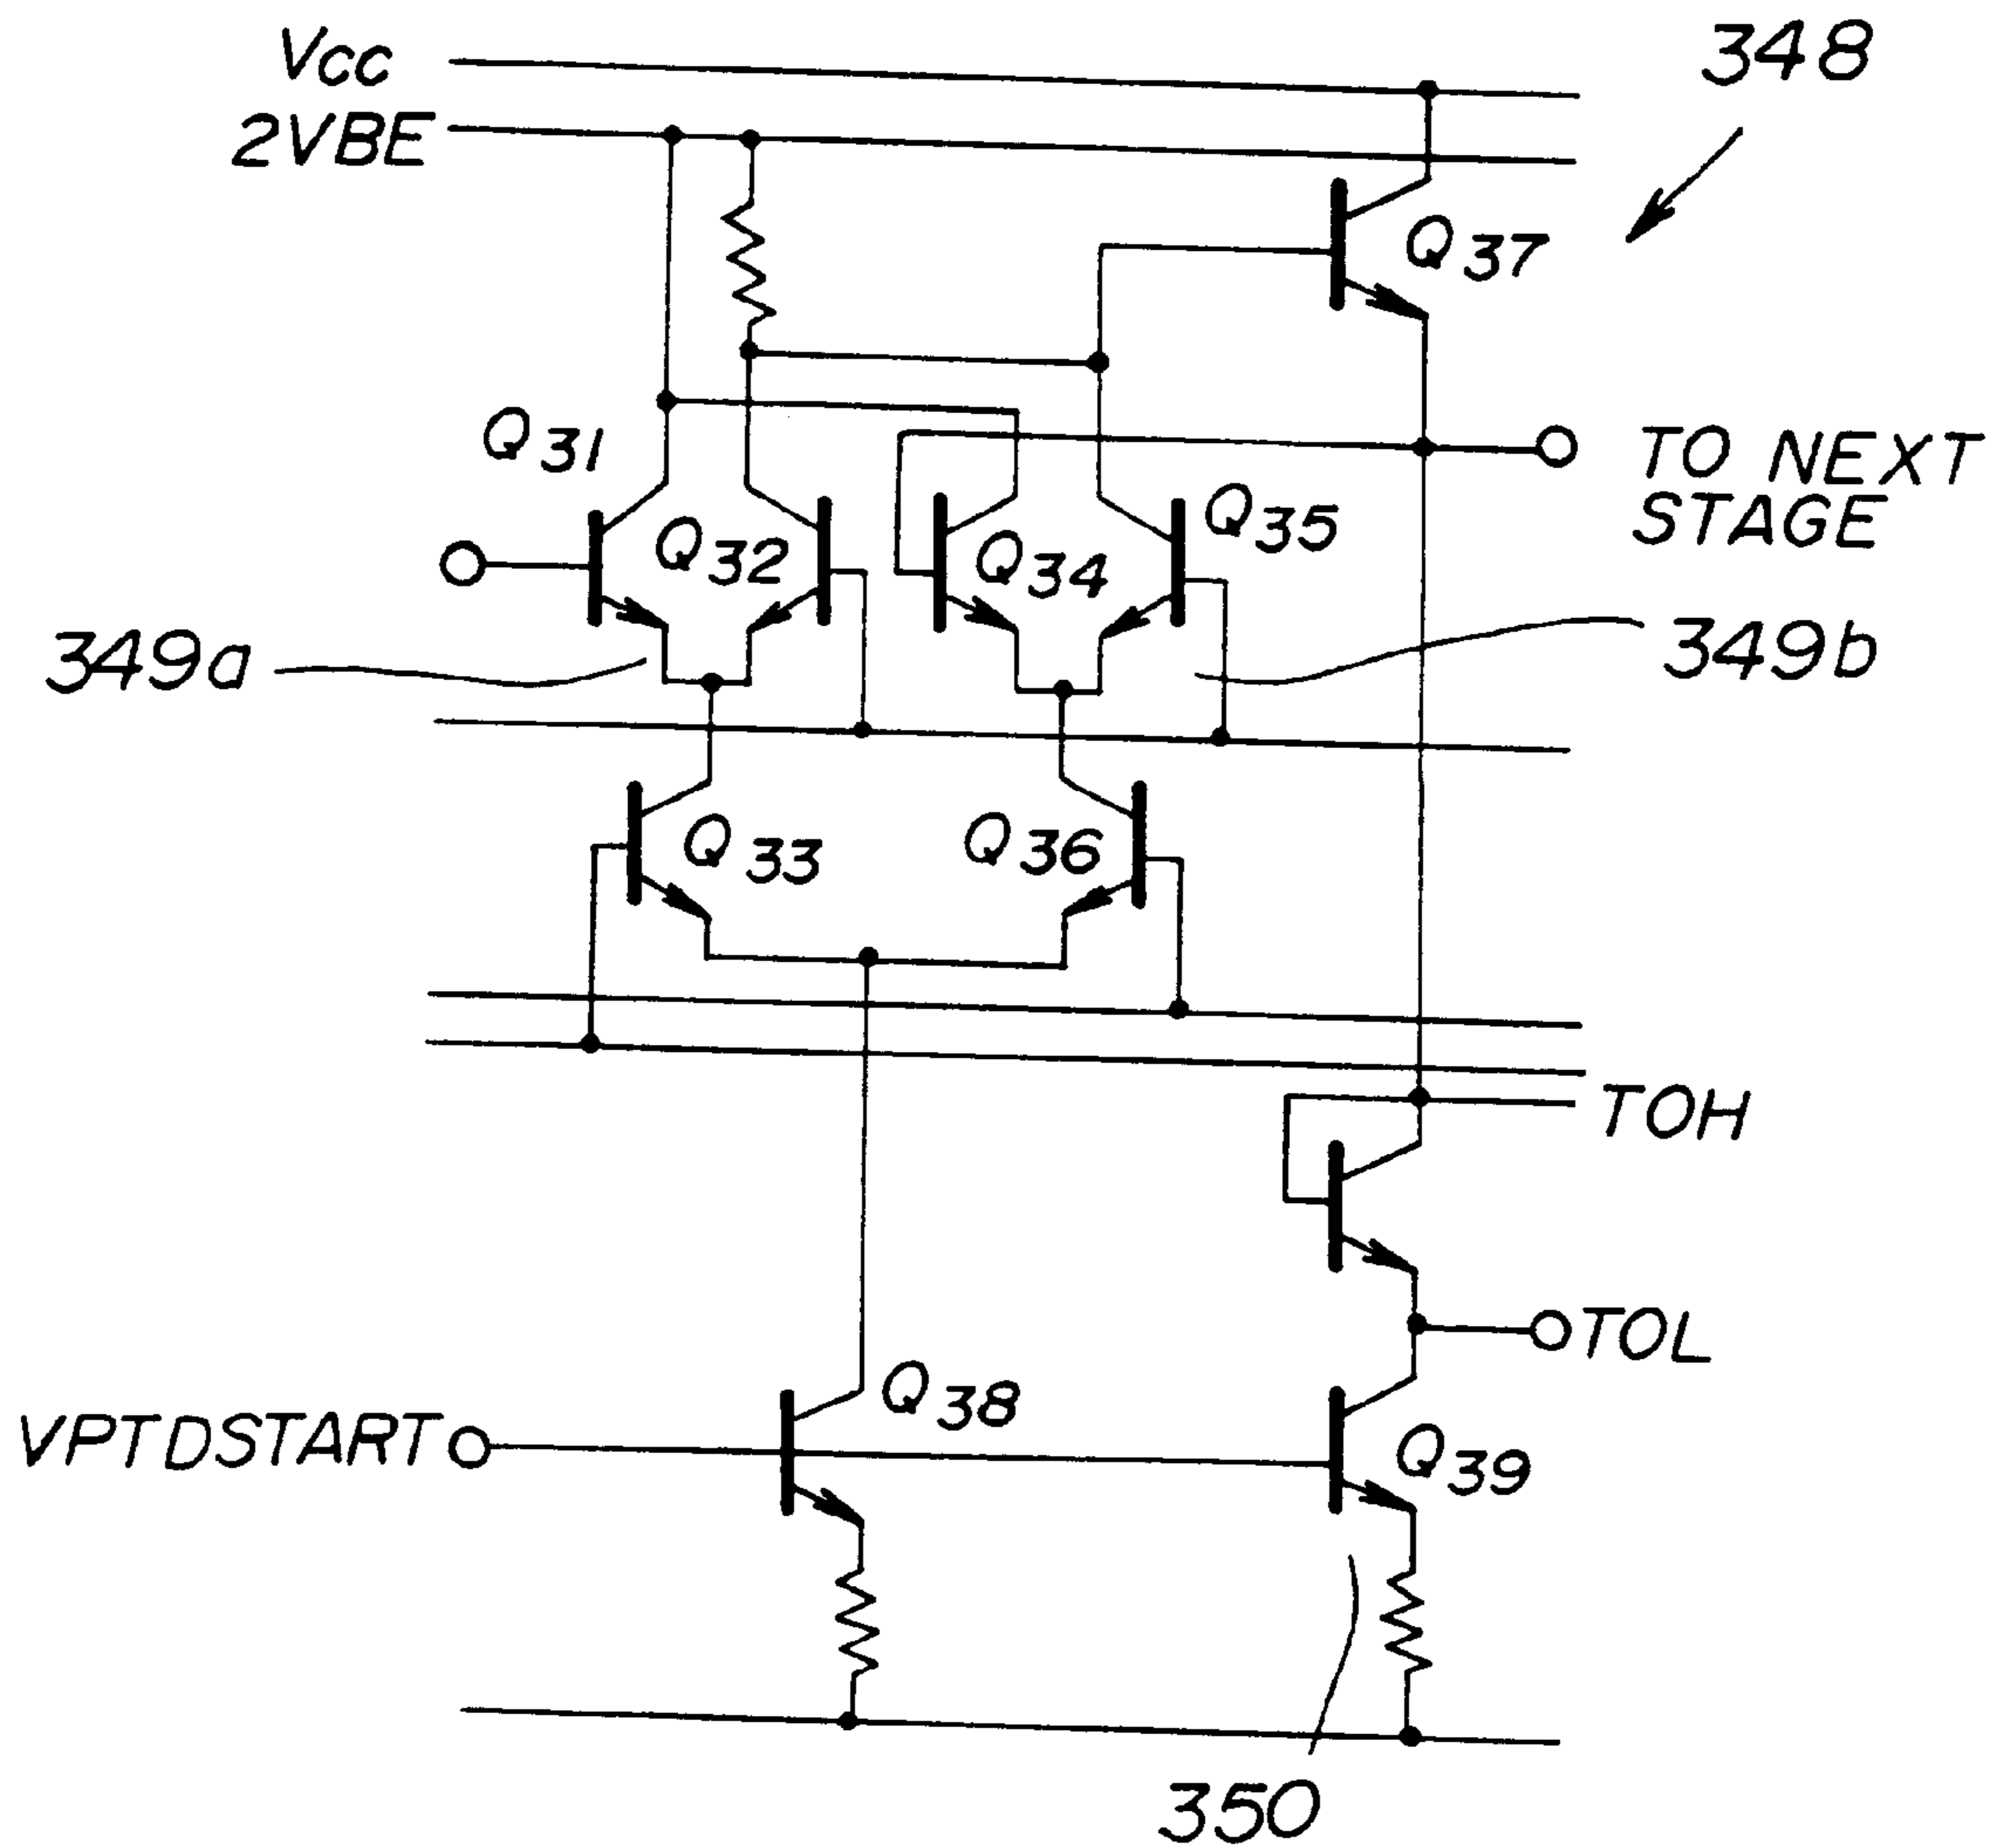 Vcc
348
2VBE
Q37
Q31
TO NEXT
STAGE
Q32
Q34
Q35
349a
349b
Q33
Q36
TOH
TOL
Q38
VPTDSTART
Q39
350